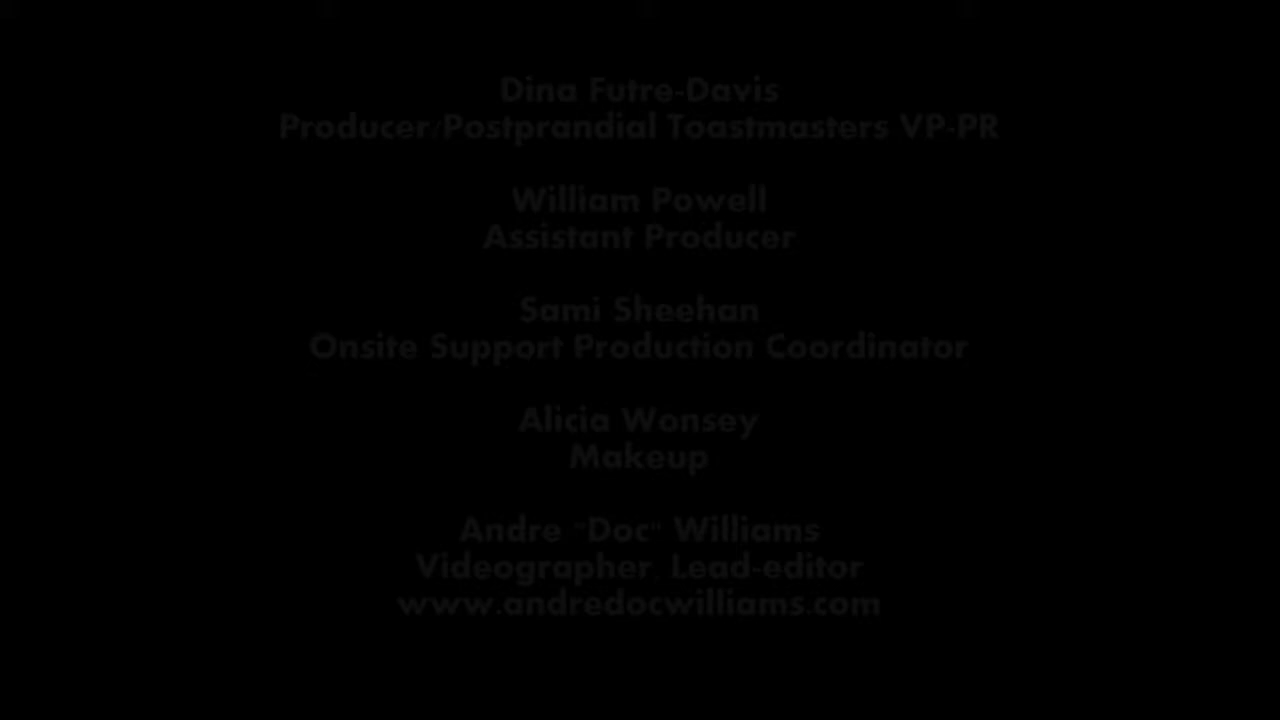 Dina Futre-Davis
Producer/Postprandial Toastmasters VP-PR
William Powell
Assistant Producer
Sami Sheehan
Onsite Support Production Coordinator
Alicia Wonsey
Makeup
Andre "Doc" Williams
Videographer, Lead-editor
www.andredocwilliams.com